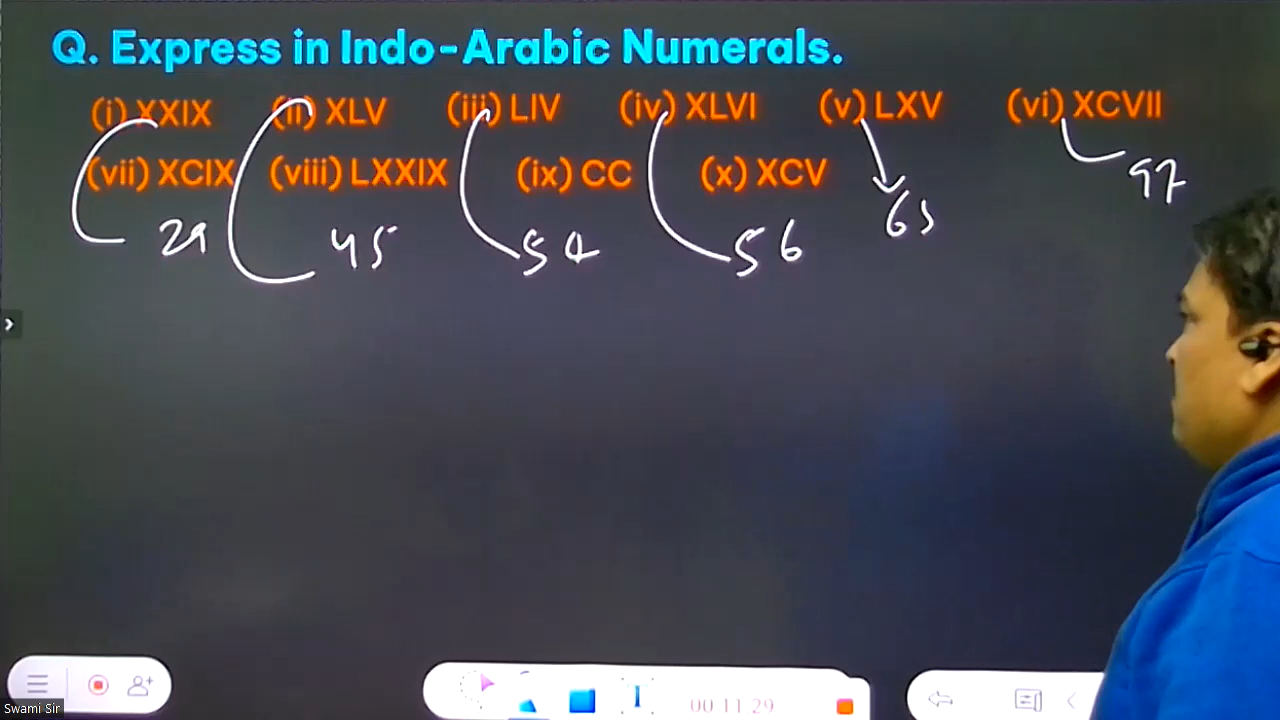 Q. Express in Indo-Arabic Numerals.
(i) XXIX (ii) XLV (iii) LIV (iv) XLVI (v) LXV (vi) XCVII
(vii) XCIX (viii) LXXIX (ix) CC (x) XCV
97
29 45 54 56 65
00:11:29
Swami Sir